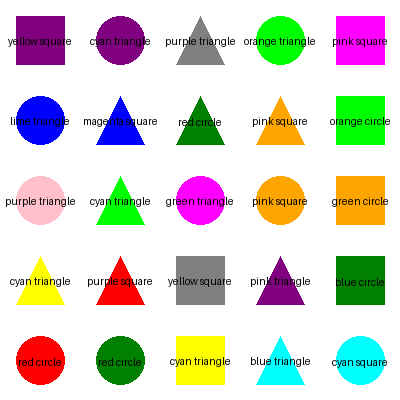 yellow square
cyan triangle
purple triangle
orange triangle
pink square
lime triangle
magenta square
red circle
pink square
orange circle
purple triangle
cyan triangle
green triangle
pink square
green circle
cyan triangle
purple square
yellow square
pink triangle
blue circle
red circle
red circle
cyan triangle
blue triangle
cyan square